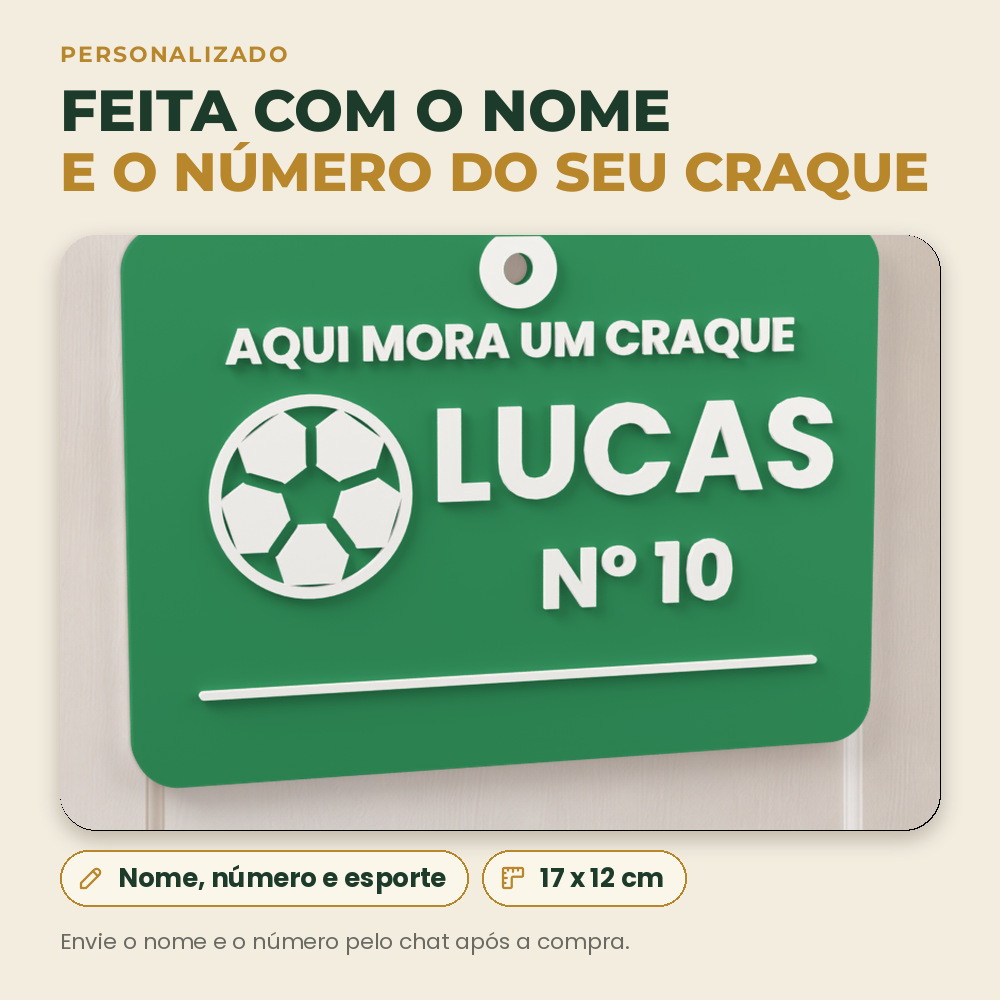 PERSONALIZADO
FEITA COM O NOME
E O NÚMERO DO SEU CRAQUE
AQUI MORA UM CRAQUE
LUCAS
Nº 10
Nome, número e esporte
17 x 12 cm
Envie o nome e o número pelo chat após a compra.